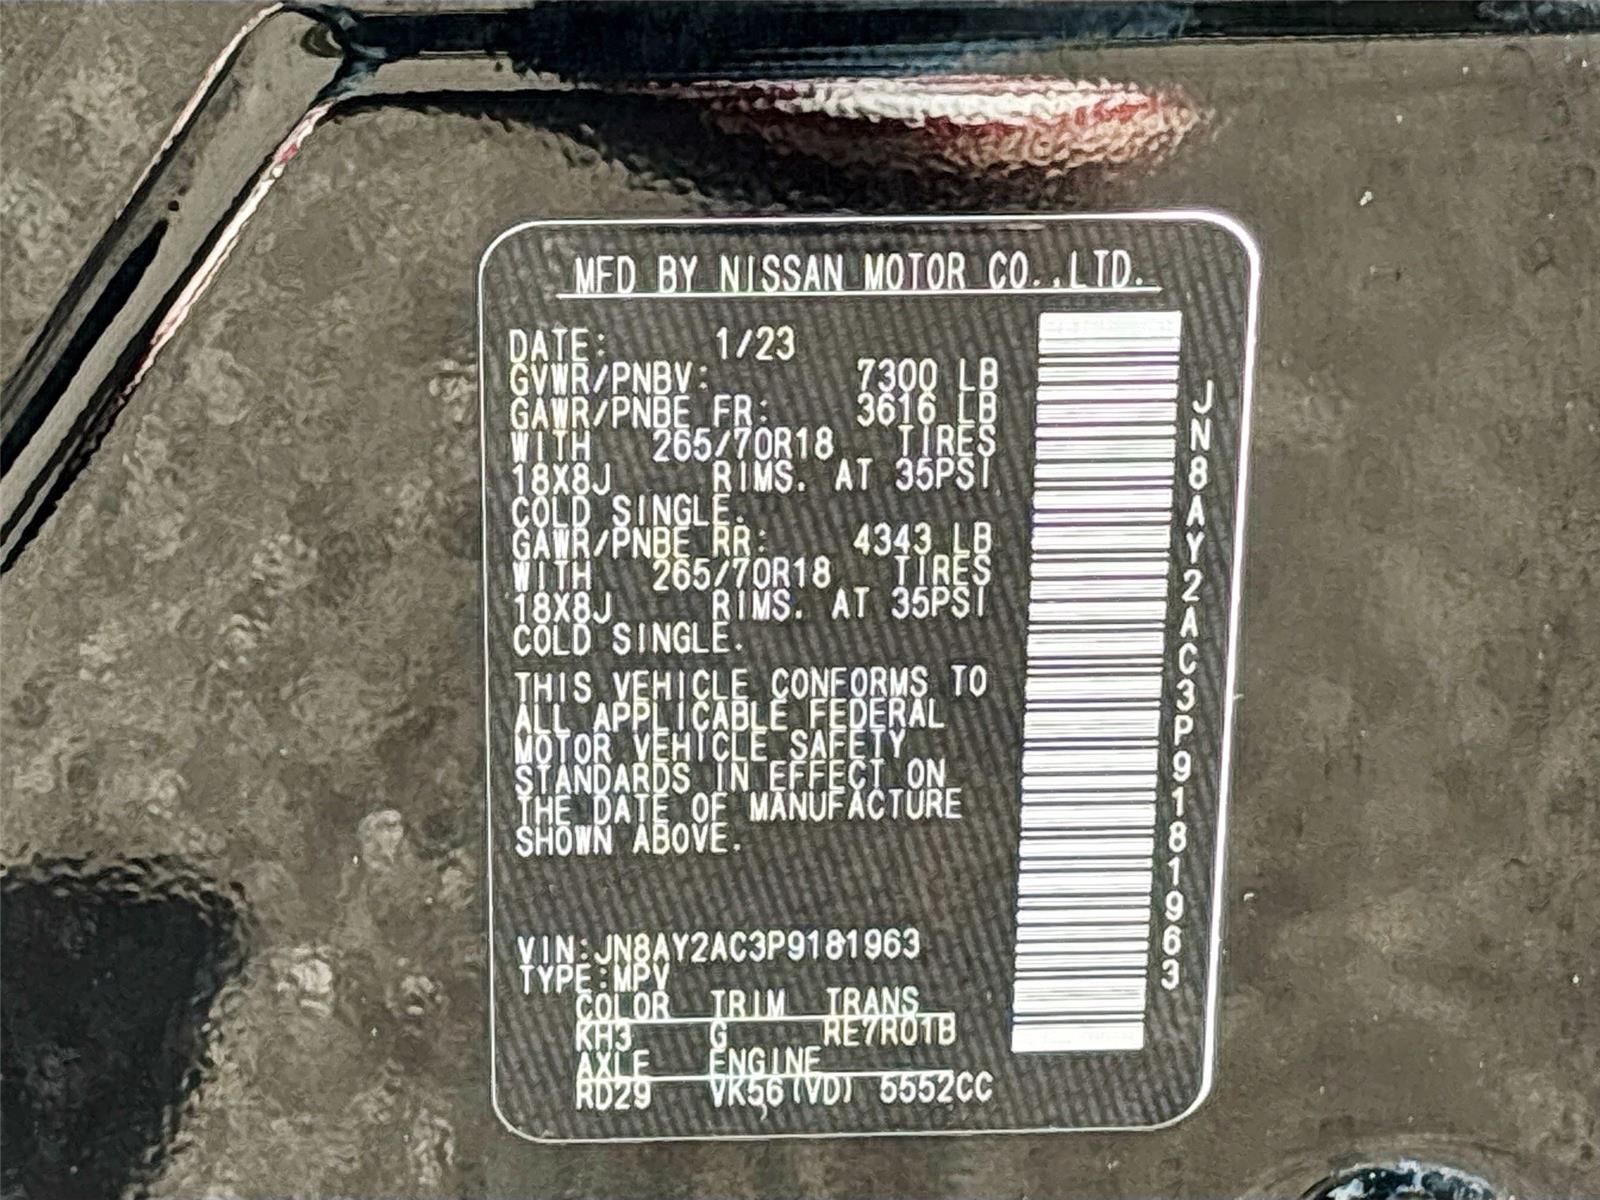 MFD BY NISSAN MOTOR CO.,LTD.
DATE: 1/23
GVWR/PNBV: 7300 LB
GAWR/PNBE FR: 3616 LB
WITH 265/70R18 TIRES
18X8J RIMS. AT 35PSI
COLD SINGLE.
GAWR/PNBE RR: 4343 LB
WITH 265/70R18 TIRES
18X8J RIMS. AT 35PSI
COLD SINGLE.
THIS VEHICLE CONFORMS TO
ALL APPLICABLE FEDERAL
MOTOR VEHICLE SAFETY
STANDARDS IN EFFECT ON
THE DATE OF MANUFACTURE
SHOWN ABOVE.
VIN:JN8AY2AC3P9181963
TYPE:MPV
COLOR TRIM TRANS
KH3 G RE7R01B
AXLE ENGINE
RD29 VK56(VD) 5552CC
JN8AY2AC3P9181963